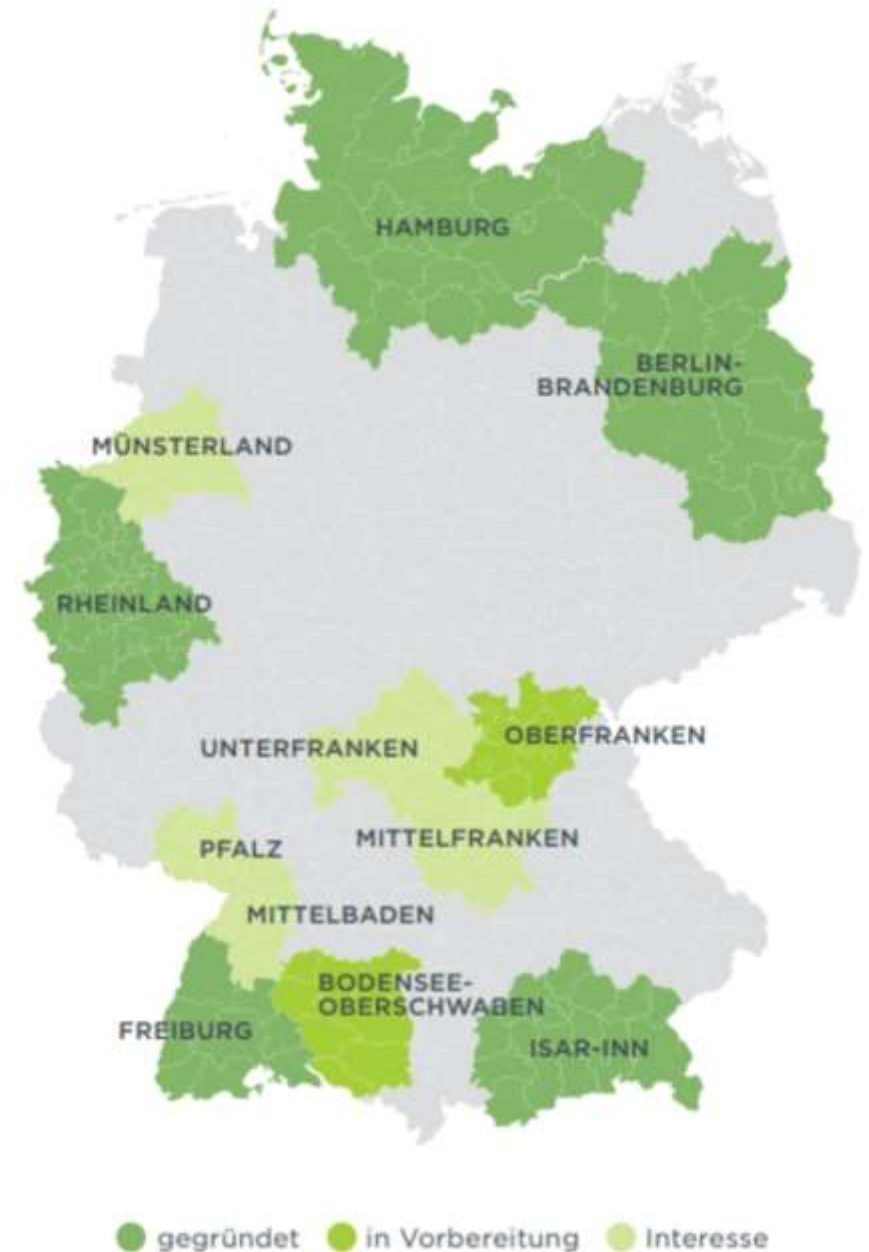 HAMBURG
BERLIN-
BRANDENBURG
MÜNSTERLAND
RHEINLAND
OBERFRANKEN
UNTERFRANKEN
MITTELFRANKEN
PFALZ
MITTELBADEN
BODENSEE-
OBERSCHWABEN
FREIBURG
ISAR-INN
gegründet in Vorbereitung Interesse